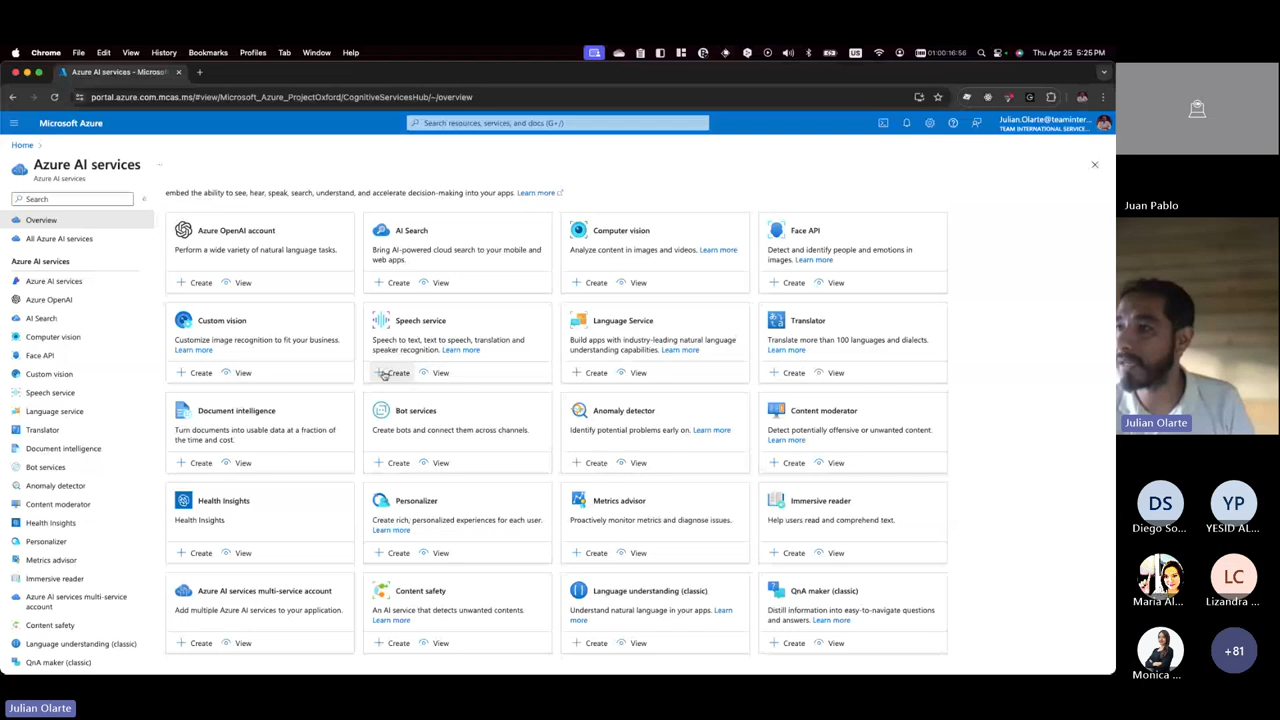 Chrome File Edit View History Bookmarks Profiles Tab Window Help
US 01:00:16:56 Thu Apr 25 5:25 PM
Azure AI services - Microsof
portal.azure.com.mcas.ms/#view/Microsoft_Azure_ProjectOxford/CognitiveServicesHub/~/overview
Microsoft Azure
Search resources, services, and docs (G+/)
Julian.Olarte@teaminter...
TEAM INTERNATIONAL SERVICE...
Home >
Azure AI services ...
Azure AI services
Search
Overview
All Azure AI services
Azure AI services
Azure AI services
Azure OpenAI
AI Search
Computer vision
Face API
Custom vision
Speech service
Language service
Translator
Document intelligence
Bot services
Anomaly detector
Content moderator
Health Insights
Personalizer
Metrics advisor
Immersive reader
Azure AI services multi-service
account
Content safety
Language understanding (classic)
QnA maker (classic)
embed the ability to see, hear, speak, search, understand, and accelerate decision-making into your apps. Learn more
Azure OpenAI account
Perform a wide variety of natural language tasks.
Create View
AI Search
Bring AI-powered cloud search to your mobile and
web apps.
Create View
Computer vision
Analyze content in images and videos. Learn more
Create View
Face API
Detect and identify people and emotions in
images. Learn more
Create View
Custom vision
Customize image recognition to fit your business.
Learn more
Create View
Speech service
Speech to text, text to speech, translation and
speaker recognition. Learn more
Create View
Language Service
Build apps with industry-leading natural language
understanding capabilities. Learn more
Create View
Translator
Translate more than 100 languages and dialects.
Learn more
Create View
Document intelligence
Turn documents into usable data at a fraction of
the time and cost.
Create View
Bot services
Create bots and connect them across channels.
Create View
Anomaly detector
Identify potential problems early on. Learn more
Create View
Content moderator
Detect potentially offensive or unwanted content.
Learn more
Create View
Health Insights
Health Insights
Create View
Personalizer
Create rich, personalized experiences for each user.
Learn more
Create View
Metrics advisor
Proactively monitor metrics and diagnose issues.
Create View
Immersive reader
Help users read and comprehend text.
Create View
Azure AI services multi-service account
Add multiple Azure AI services to your application.
Create View
Content safety
An AI service that detects unwanted contents.
Learn more
Create View
Language understanding (classic)
Understand natural language in your apps. Learn
more
Create View
QnA maker (classic)
Distill information into easy-to-navigate questions
and answers. Learn more
Create View
Juan Pablo
Julian Olarte
DS
Diego So...
YP
YESID AL...
Maria Al...
LC
Lizandra ...
Monica ...
+81
Julian Olarte